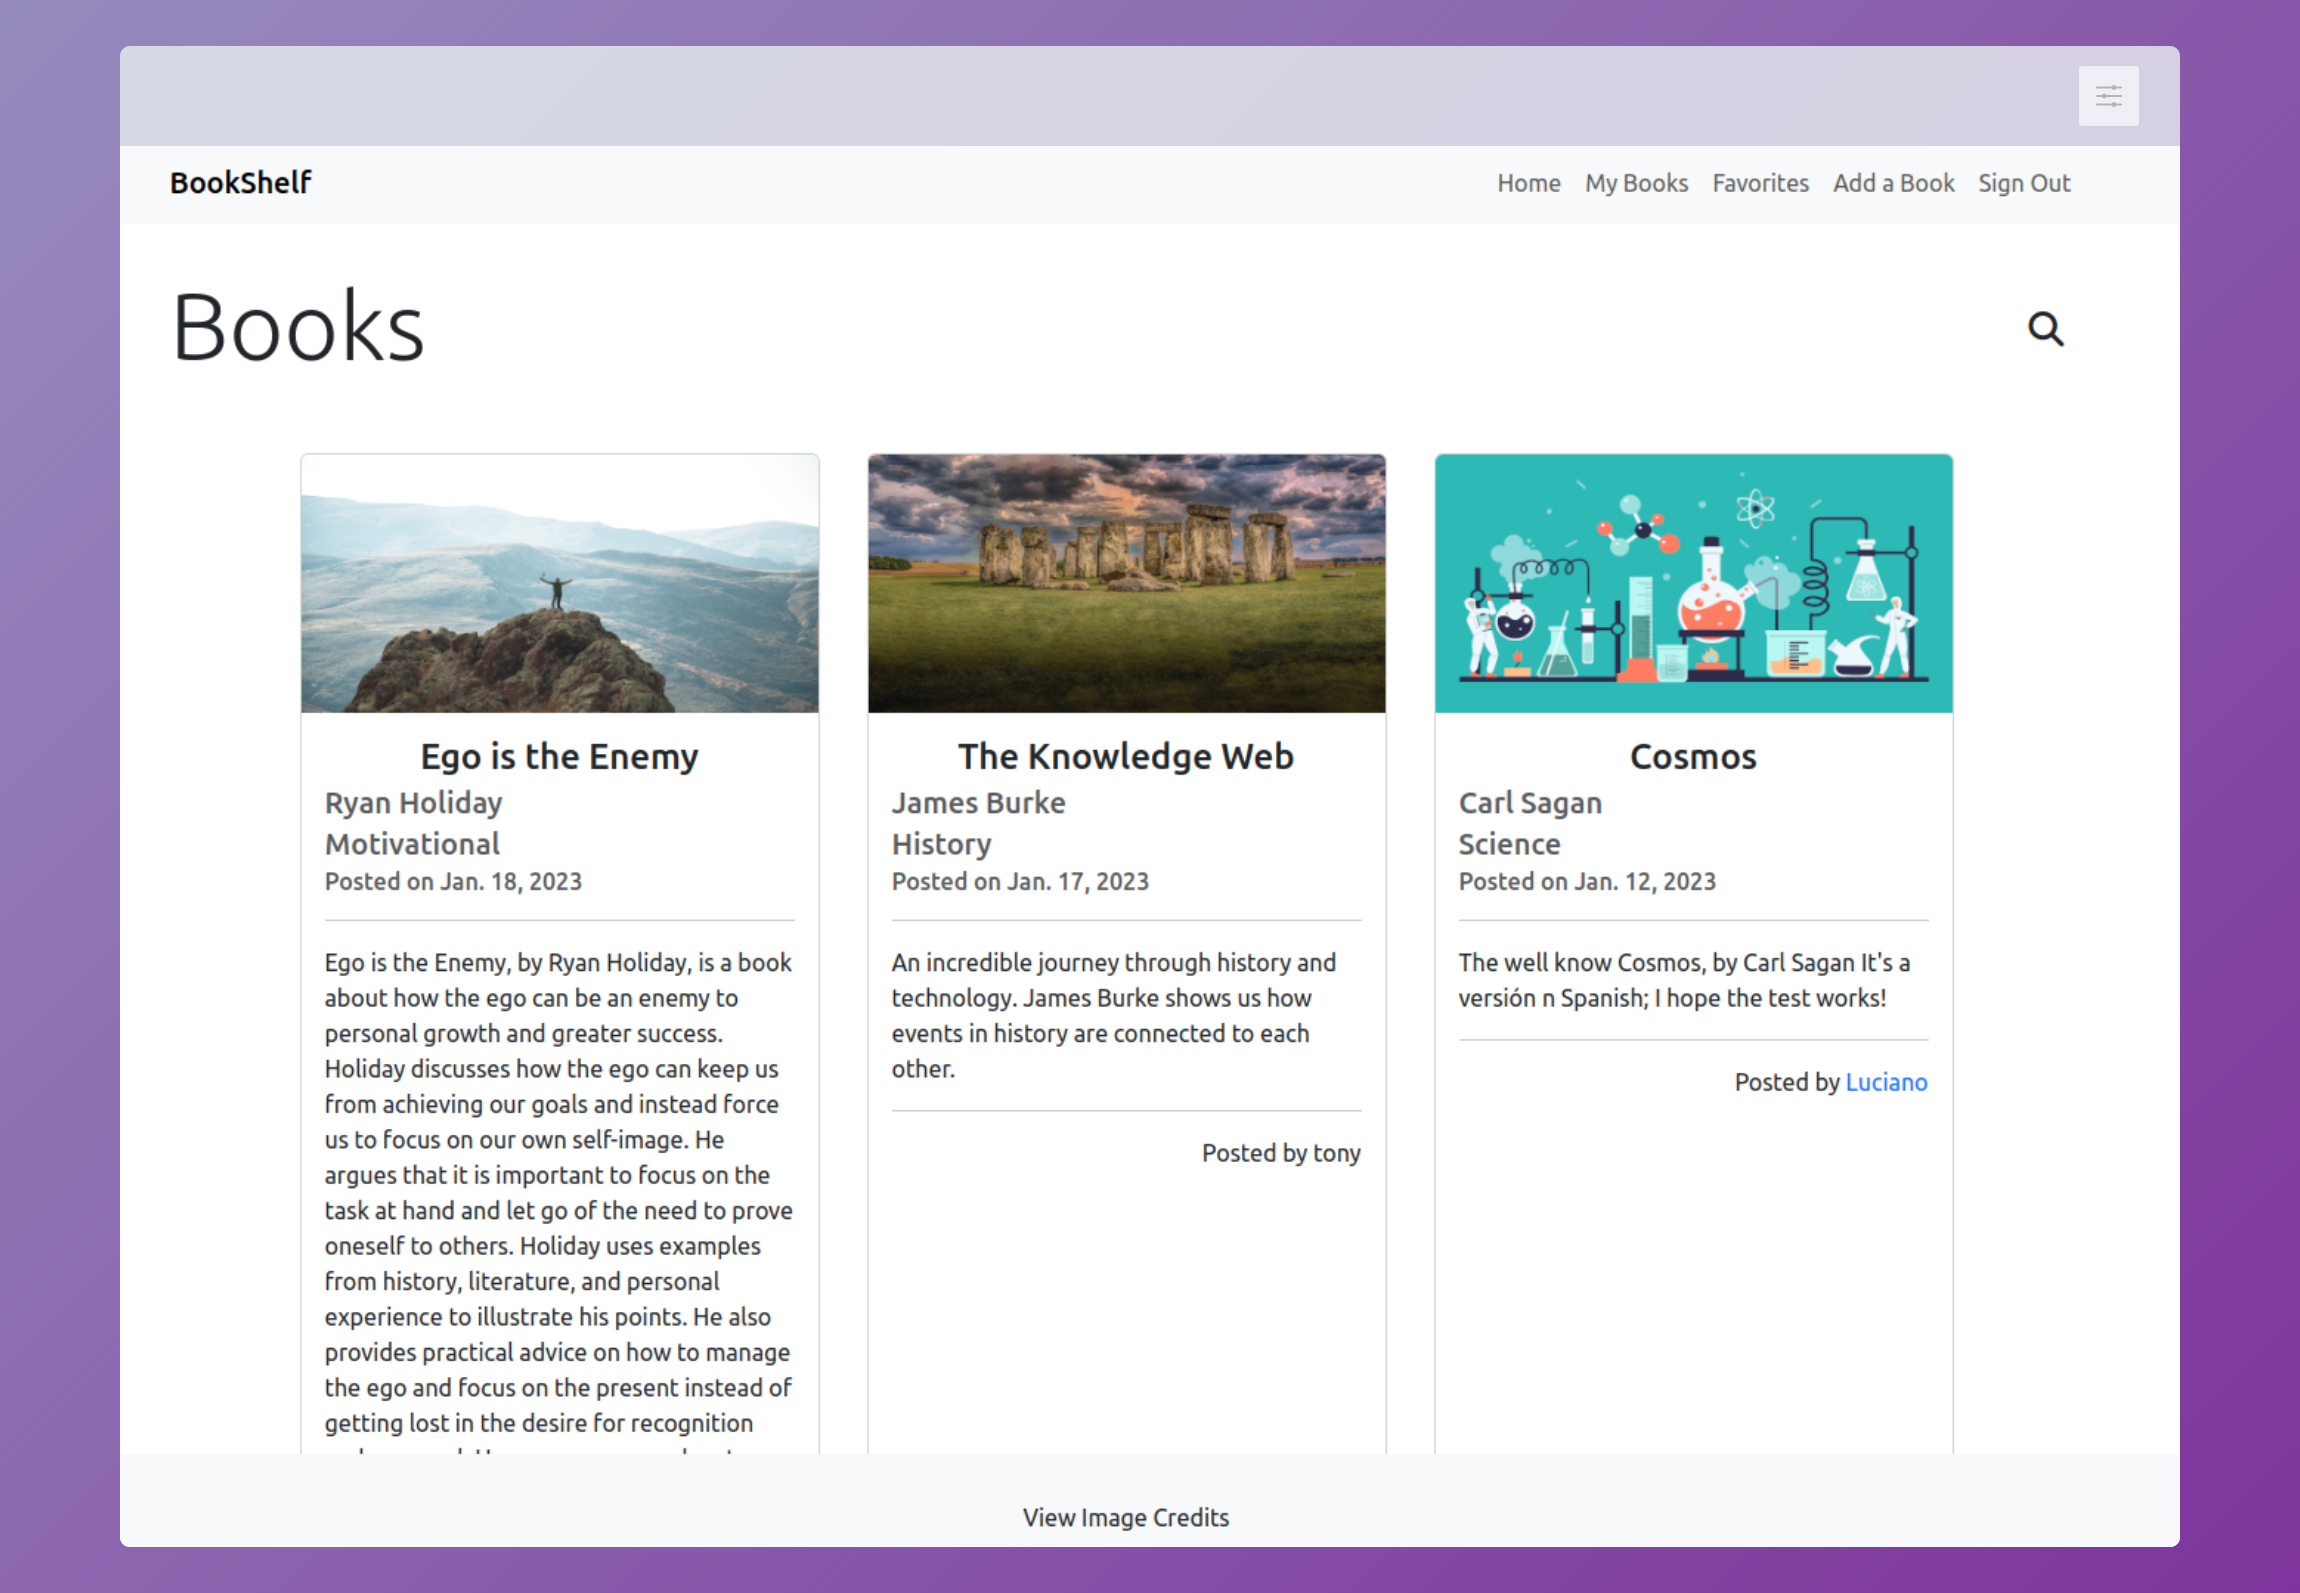 BookShelf
Home My Books Favorites Add a Book Sign Out
Books
Ego is the Enemy
Ryan Holiday
Motivational
Posted on Jan. 18, 2023
Ego is the Enemy, by Ryan Holiday, is a book
about how the ego can be an enemy to
personal growth and greater success.
Holiday discusses how the ego can keep us
from achieving our goals and instead force
us to focus on our own self-image. He
argues that it is important to focus on the
task at hand and let go of the need to prove
oneself to others. Holiday uses examples
from history, literature, and personal
experience to illustrate his points. He also
provides practical advice on how to manage
the ego and focus on the present instead of
getting lost in the desire for recognition
The Knowledge Web
James Burke
History
Posted on Jan. 17, 2023
An incredible journey through history and
technology. James Burke shows us how
events in history are connected to each
other.
Posted by tony
Cosmos
Carl Sagan
Science
Posted on Jan. 12, 2023
The well know Cosmos, by Carl Sagan It's a
versión n Spanish; I hope the test works!
Posted by Luciano
View Image Credits